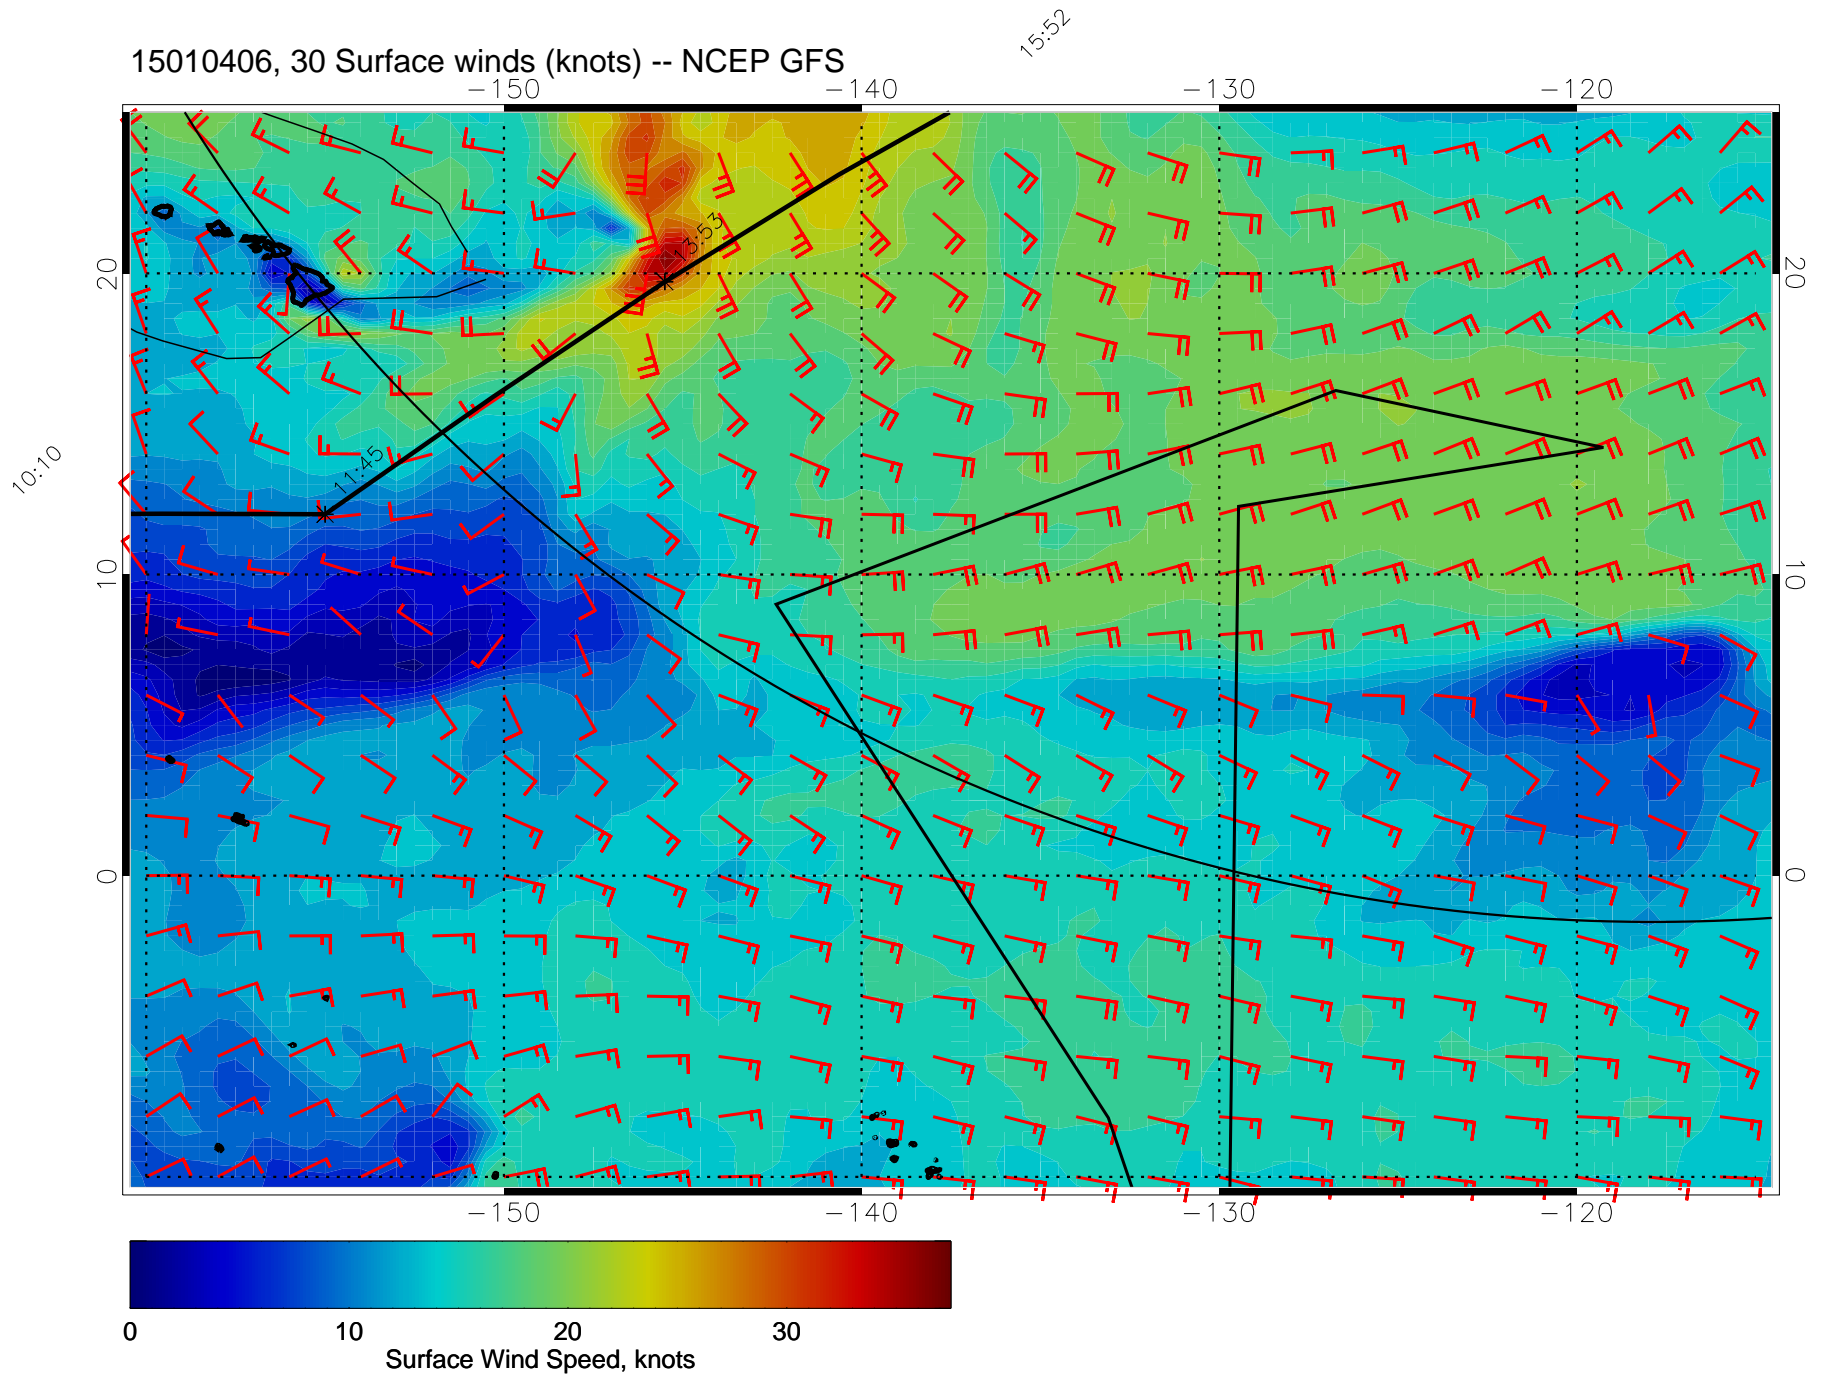 15:52
15010406, 30 Surface winds (knots) -- NCEP GFS
−150 −140 −130 −120
20 20
13:53
10:10
11:45
10 10
0 0
−150 −140 −130 −120
0 10 20 30
Surface Wind Speed, knots